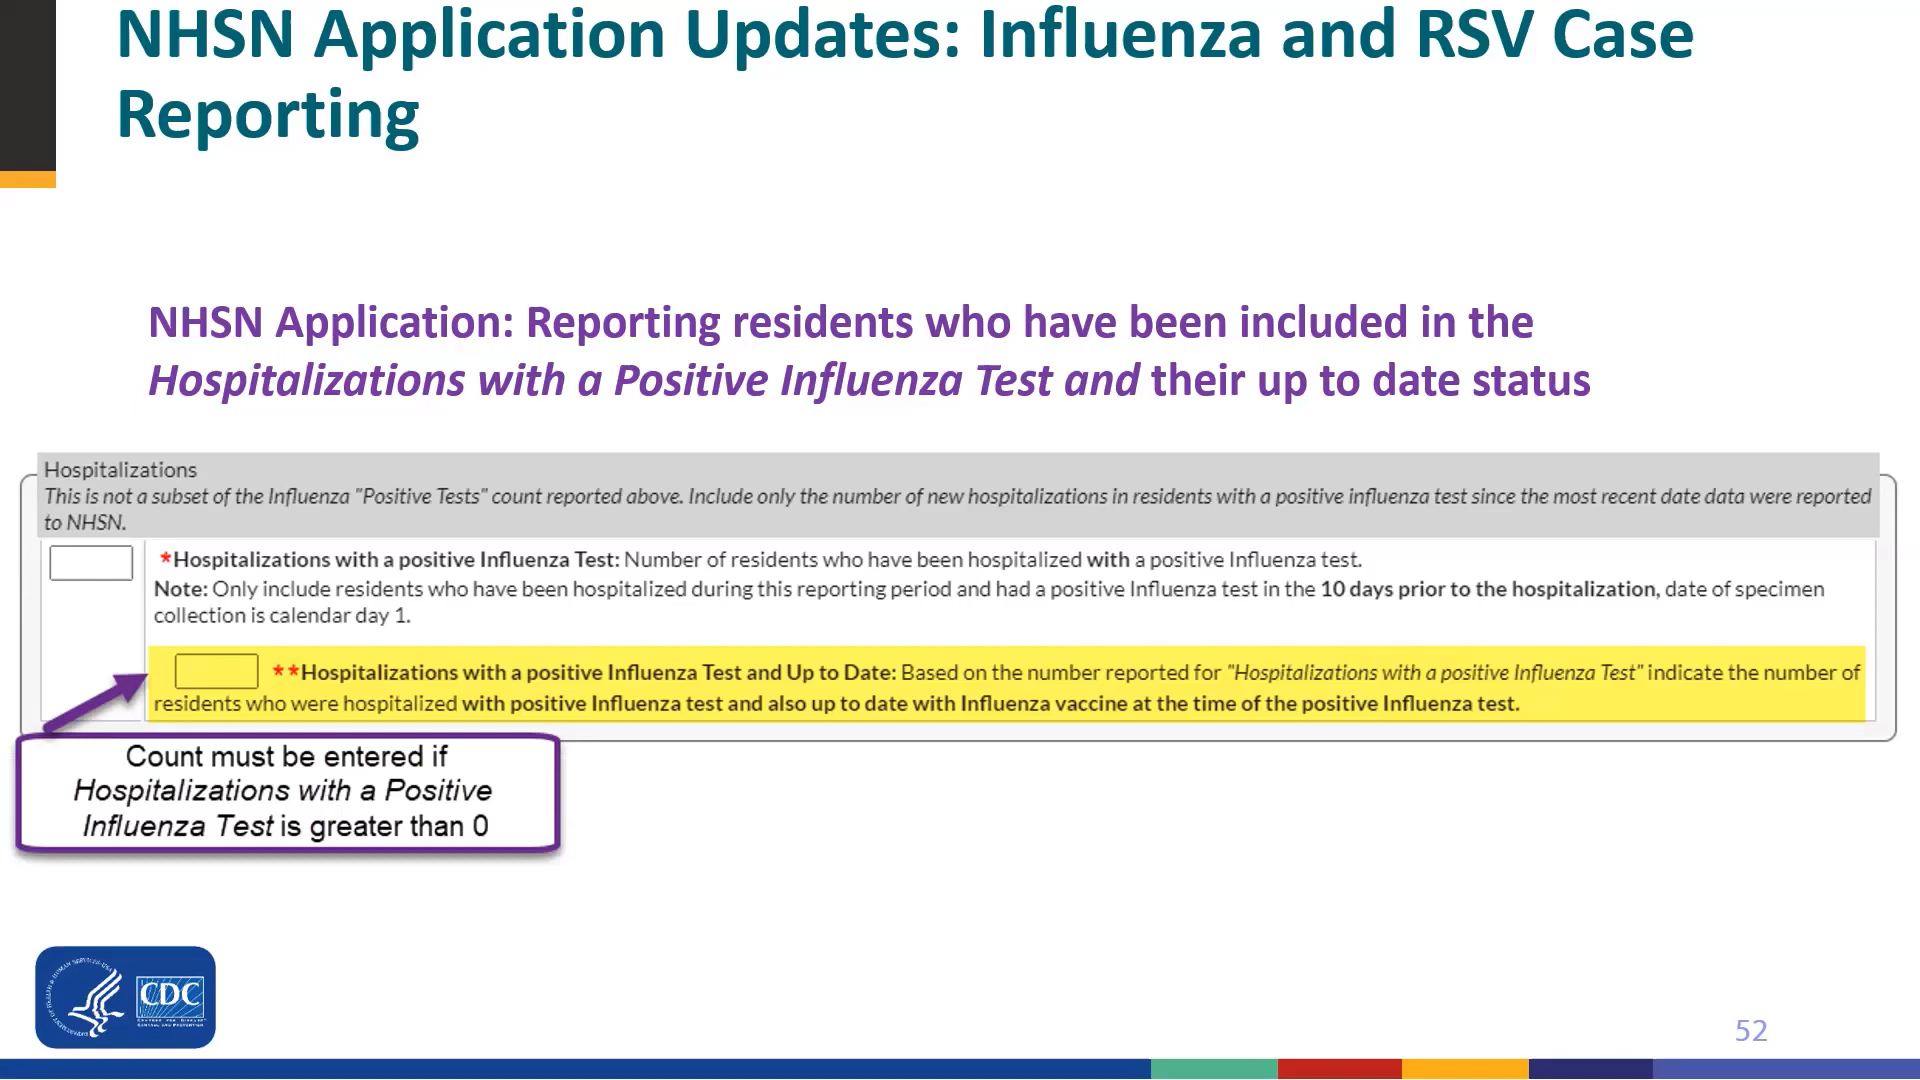 NHSN Application Updates: Influenza and RSV Case
Reporting
NHSN Application: Reporting residents who have been included in the
Hospitalizations with a Positive Influenza Test and their up to date status
Hospitalizations
This is not a subset of the Influenza "Positive Tests" count reported above. Include only the number of new hospitalizations in residents with a positive influenza test since the most recent date data were reported
to NHSN.
*Hospitalizations with a positive Influenza Test: Number of residents who have been hospitalized with a positive Influenza test.
Note: Only include residents who have been hospitalized during this reporting period and had a positive Influenza test in the 10 days prior to the hospitalization, date of specimen
collection is calendar day 1.
**Hospitalizations with a positive Influenza Test and Up to Date: Based on the number reported for "Hospitalizations with a positive Influenza Test" indicate the number of
residents who were hospitalized with positive Influenza test and also up to date with Influenza vaccine at the time of the positive Influenza test.
Count must be entered if
Hospitalizations with a Positive
Influenza Test is greater than 0
CDC
CENTERS FOR DISEASE
CONTROL AND PREVENTION
52